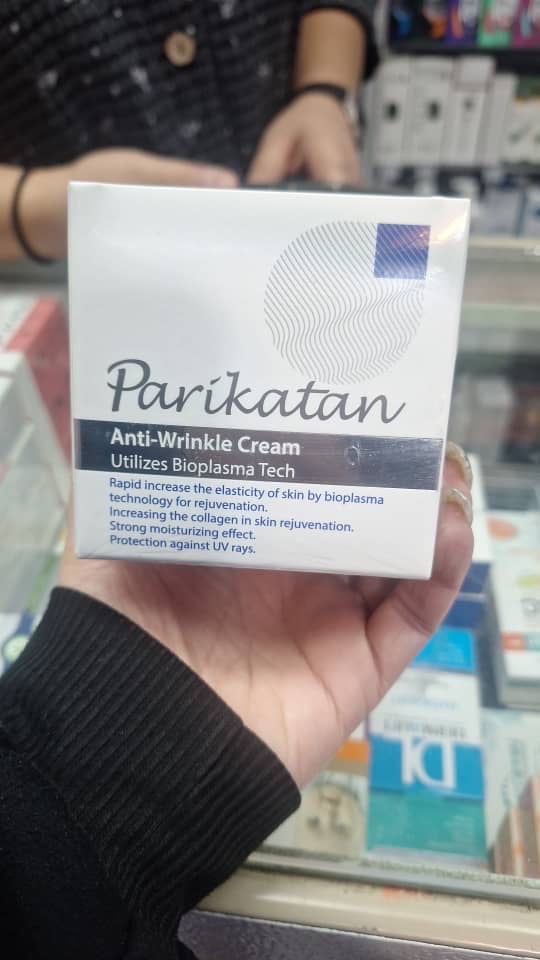 Parikatan
Anti-Wrinkle Cream
Utilizes Bioplasma Tech
Rapid increase the elasticity of skin by bioplasma
technology for rejuvenation.
Increasing the collagen in skin rejuvenation.
Strong moisturizing effect.
Protection against UV rays.